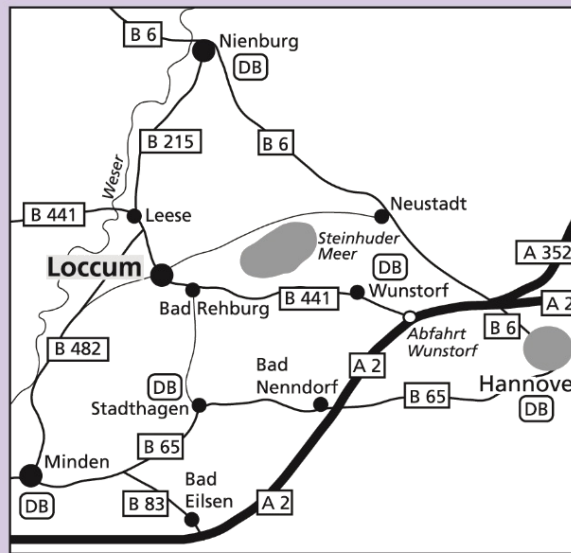 B 6
Nienburg
DB
B 215
B 6
Weser
B 441
Leese
Neustadt
Steinhuder
Meer
A 352
Loccum
DB
Bad Rehburg
B 441
Wunstorf
A 2
B 6
Abfahrt
Wunstorf
B 482
A 2
Bad
Nenndorf
Hannove
DB
Stadthagen
B 65
DB
B 65
Minden
DB
B 83
Bad
Eilsen
A 2